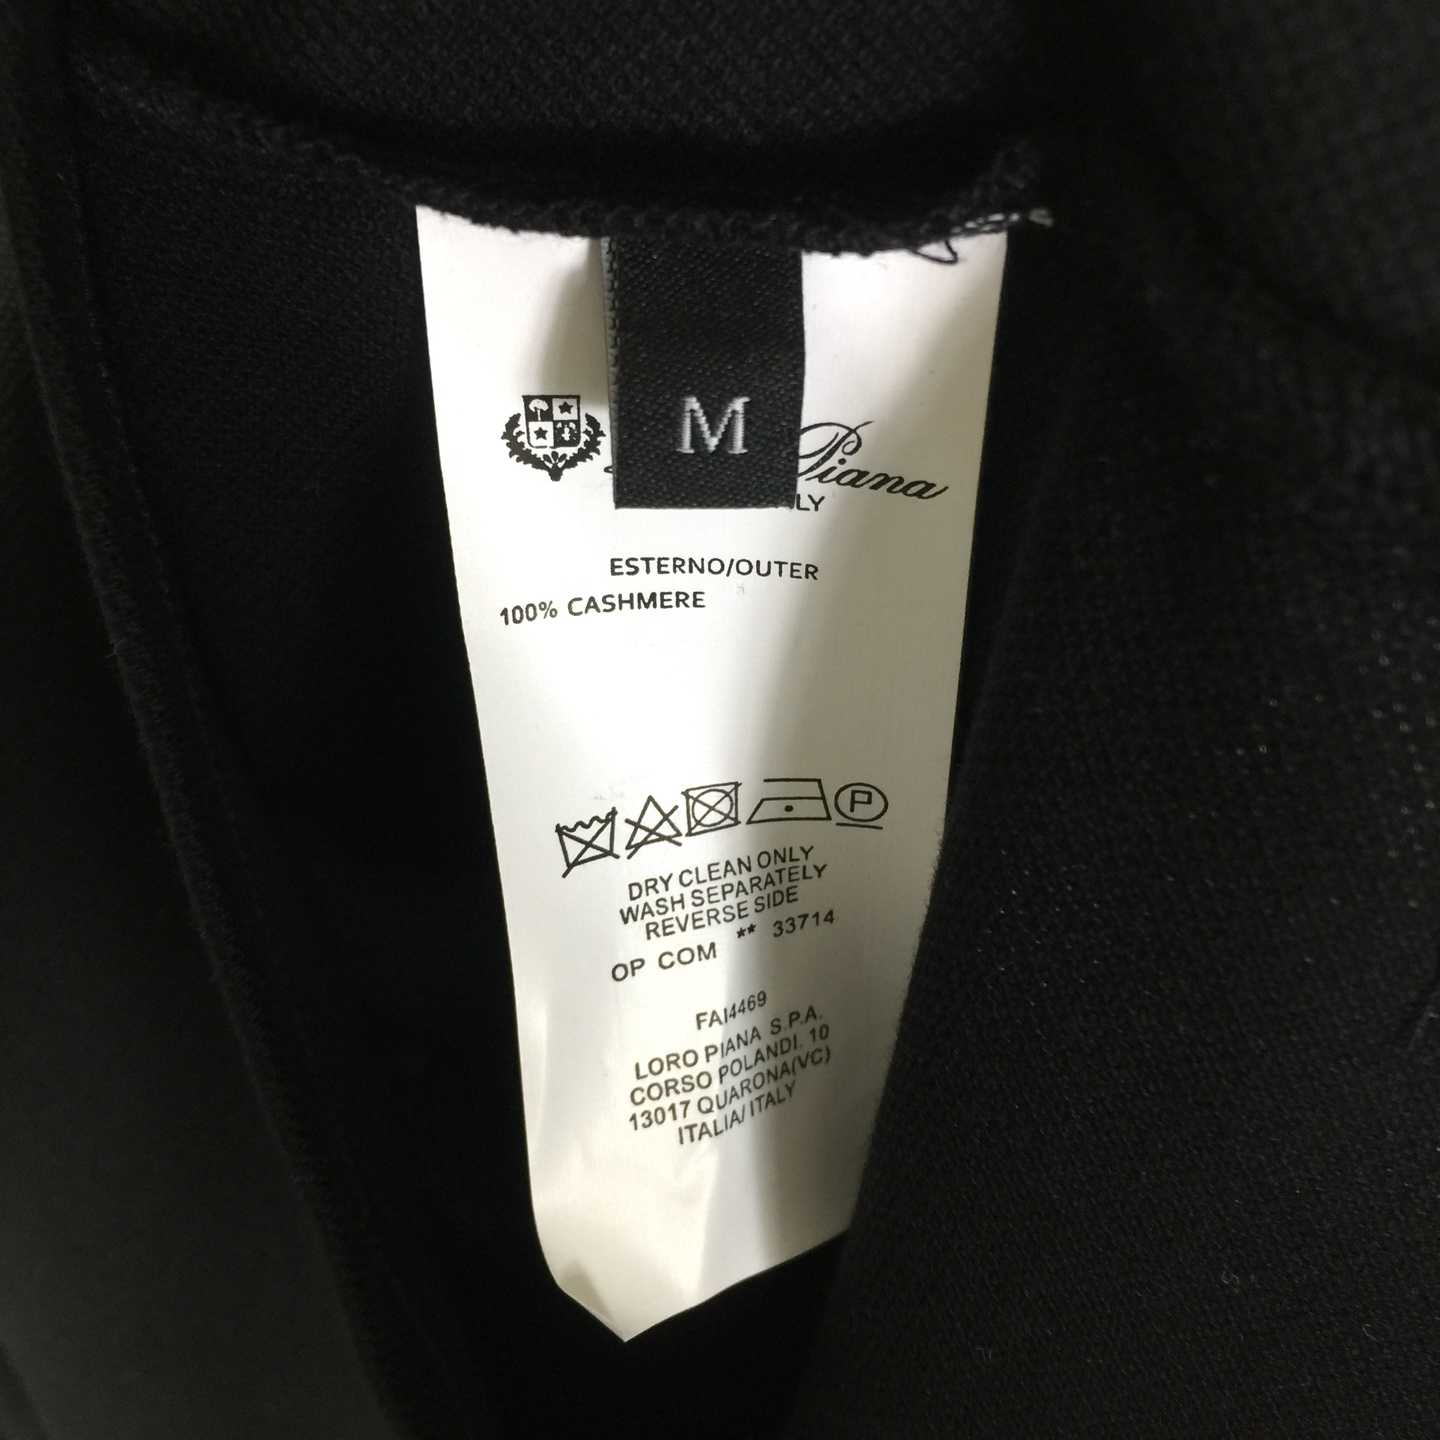 M
Piana
LY
ESTERNO/OUTER
100% CASHMERE
P
DRY CLEAN ONLY
WASH SEPARATELY
REVERSE SIDE
OP COM ** 33714
FAI4469
LORO PIANA S.P.A.
CORSO POLANDI. 10
13017 QUARONA(VC)
ITALIA/ITALY